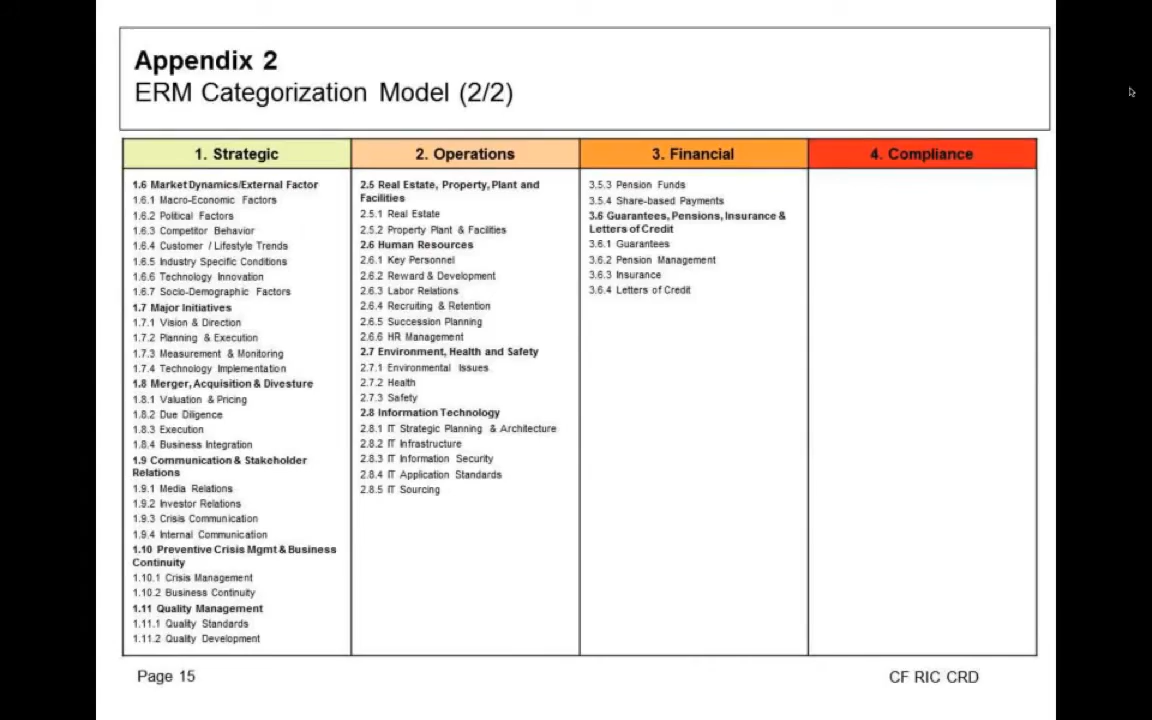 Appendix 2
ERM Categorization Model (2/2)
1. Strategic
1.6 Market Dynamics/External Factor
1.6.1 Macro-Economic Factors
1.6.2 Political Factors
1.6.3 Competitor Behavior
1.6.4 Customer / Lifestyle Trends
1.6.5 Industry Specific Conditions
1.6.6 Technology Innovation
1.6.7 Socio-Demographic Factors
1.7 Major Initiatives
1.7.1 Vision & Direction
1.7.2 Planning & Execution
1.7.3 Measurement & Monitoring
1.7.4 Technology Implementation
1.8 Merger, Acquisition & Divesture
1.8.1 Valuation & Pricing
1.8.2 Due Diligence
1.8.3 Execution
1.8.4 Business Integration
1.9 Communication & Stakeholder
Relations
1.9.1 Media Relations
1.9.2 Investor Relations
1.9.3 Crisis Communication
1.9.4 Internal Communication
1.10 Preventive Crisis Mgmt & Business
Continuity
1.10.1 Crisis Management
1.10.2 Business Continuity
1.11 Quality Management
1.11.1 Quality Standards
1.11.2 Quality Development
2. Operations
2.5 Real Estate, Property, Plant and
Facilities
2.5.1 Real Estate
2.5.2 Property Plant & Facilities
2.6 Human Resources
2.6.1 Key Personnel
2.6.2 Reward & Development
2.6.3 Labor Relations
2.6.4 Recruiting & Retention
2.6.5 Succession Planning
2.6.6 HR Management
2.7 Environment, Health and Safety
2.7.1 Environmental Issues
2.7.2 Health
2.7.3 Safety
2.8 Information Technology
2.8.1 IT Strategic Planning & Architecture
2.8.2 IT Infrastructure
2.8.3 IT Information Security
2.8.4 IT Application Standards
2.8.5 IT Sourcing
3. Financial
3.5.3 Pension Funds
3.5.4 Share-based Payments
3.6 Guarantees, Pensions, Insurance &
Letters of Credit
3.6.1 Guarantees
3.6.2 Pension Management
3.6.3 Insurance
3.6.4 Letters of Credit
4. Compliance
Page 15
CF RIC CRD